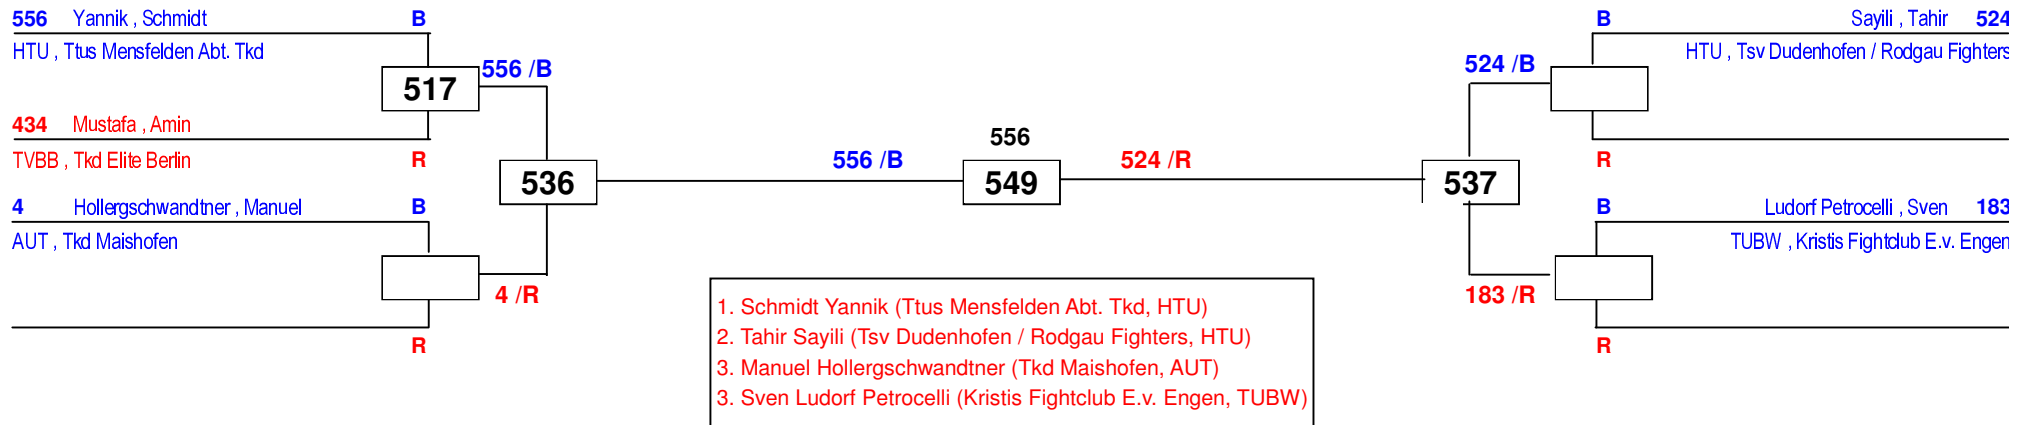 556 Yannik , Schmidt B
HTU , Ttus Mensfelden Abt. Tkd
517
556 /B
434 Mustafa , Amin
TVBB , Tkd Elite Berlin R
536
4 Hollergschwandtner , Manuel B
AUT , Tkd Maishofen
4 /R
R
556 /B
556
549
524 /R
B Sayili , Tahir 524
HTU , Tsv Dudenhofen / Rodgau Fighters
524 /B
R
537
B Ludorf Petrocelli , Sven 183
TUBW , Kristis Fightclub E.v. Engen
183 /R
R
1. Schmidt Yannik (Ttus Mensfelden Abt. Tkd, HTU)
2. Tahir Sayili (Tsv Dudenhofen / Rodgau Fighters, HTU)
3. Manuel Hollergschwandtner (Tkd Maishofen, AUT)
3. Sven Ludorf Petrocelli (Kristis Fightclub E.v. Engen, TUBW)